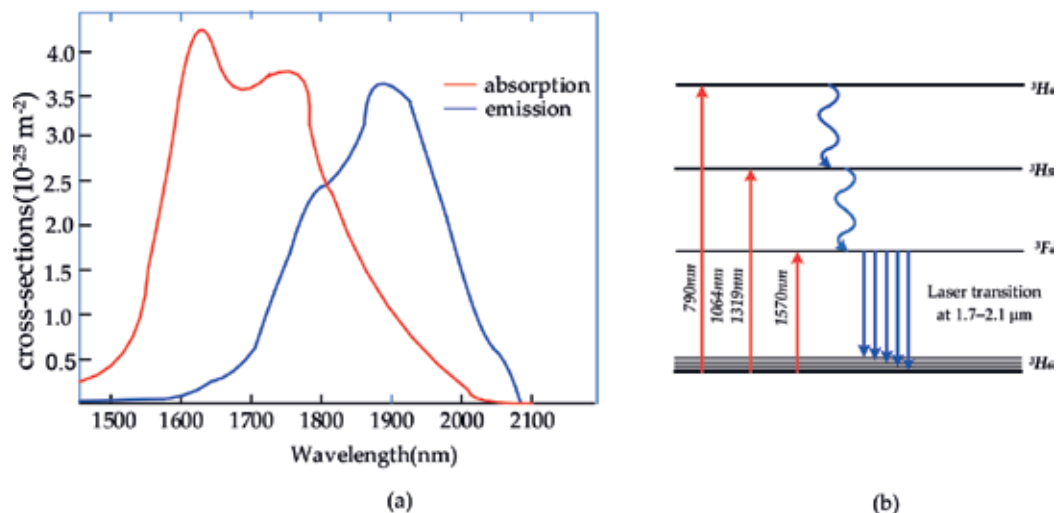 4.0
3.5
3.0
2.5
2.0
1.5
0.5
cross-sections(10⁻²⁵ m⁻²)
absorption
emission
1500 1600 1700 1800 1900 2000 2100
Wavelength(nm)
(a)
³H₄
³H₅
³F₄
³H₆
790nm
1064nm
1319nm
1570nm
Laser transition
at 1.7–2.1 μm
(b)